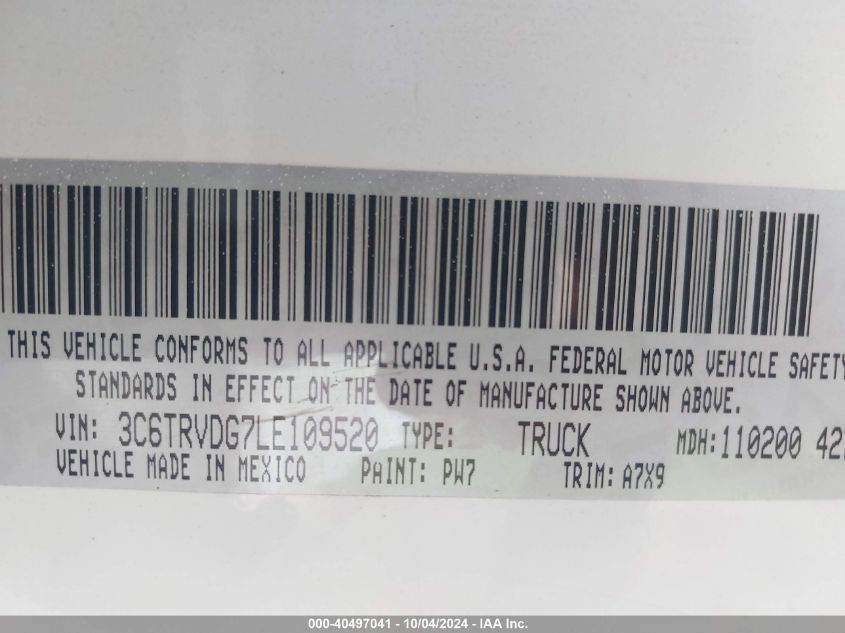 THIS VEHICLE CONFORMS TO ALL APPLICABLE U.S.A. FEDERAL MOTOR VEHICLE SAFETY
STANDARDS IN EFFECT ON THE DATE OF MANUFACTURE SHOWN ABOVE.
VIN: 3C6TRVDG7LE109520 TYPE: TRUCK MDH: 110200
VEHICLE MADE IN MEXICO PAINT: PW7 TRIM: A7X9
000-40497041 - 10/04/2024 - IAA Inc.